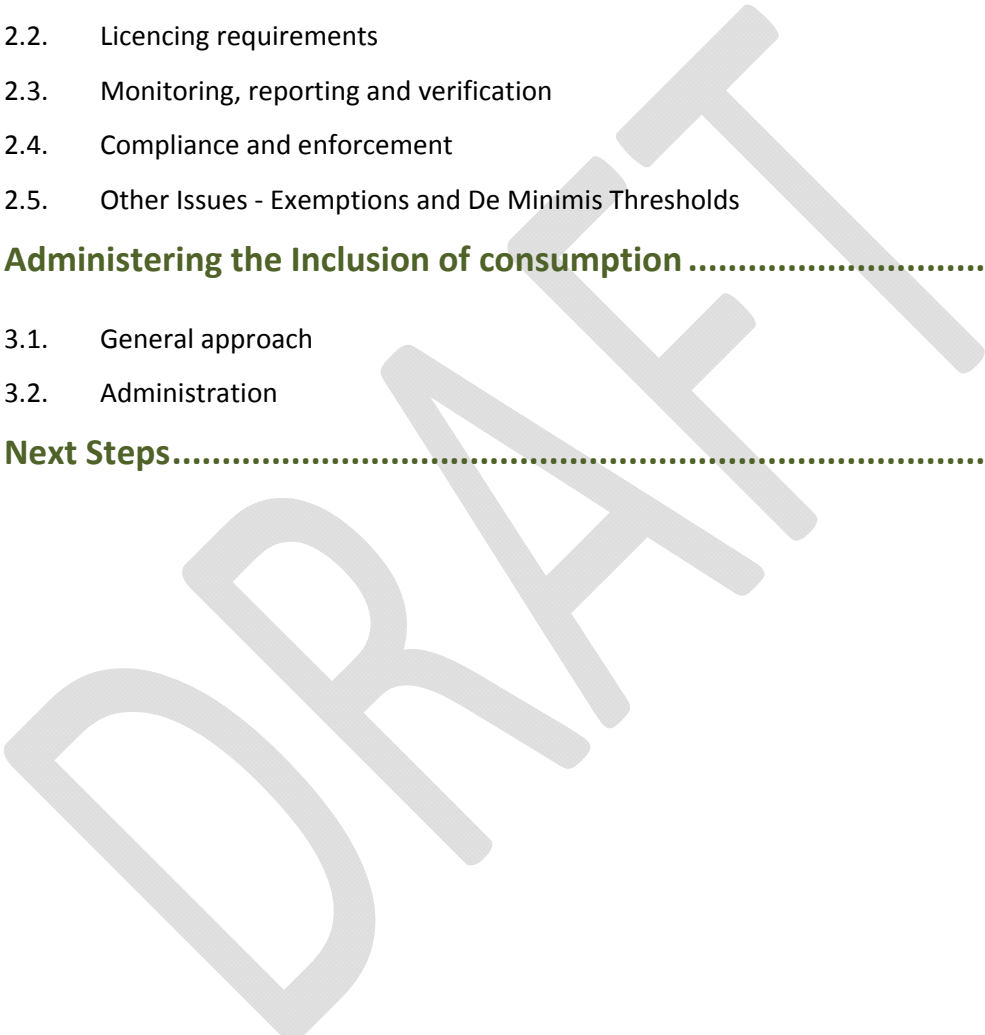 2.2. Licencing requirements
2.3. Monitoring, reporting and verification
2.4. Compliance and enforcement
2.5. Other Issues - Exemptions and De Minimis Thresholds
Administering the Inclusion of consumption .............................
3.1. General approach
3.2. Administration
Next Steps.................................................................................
DRAFT